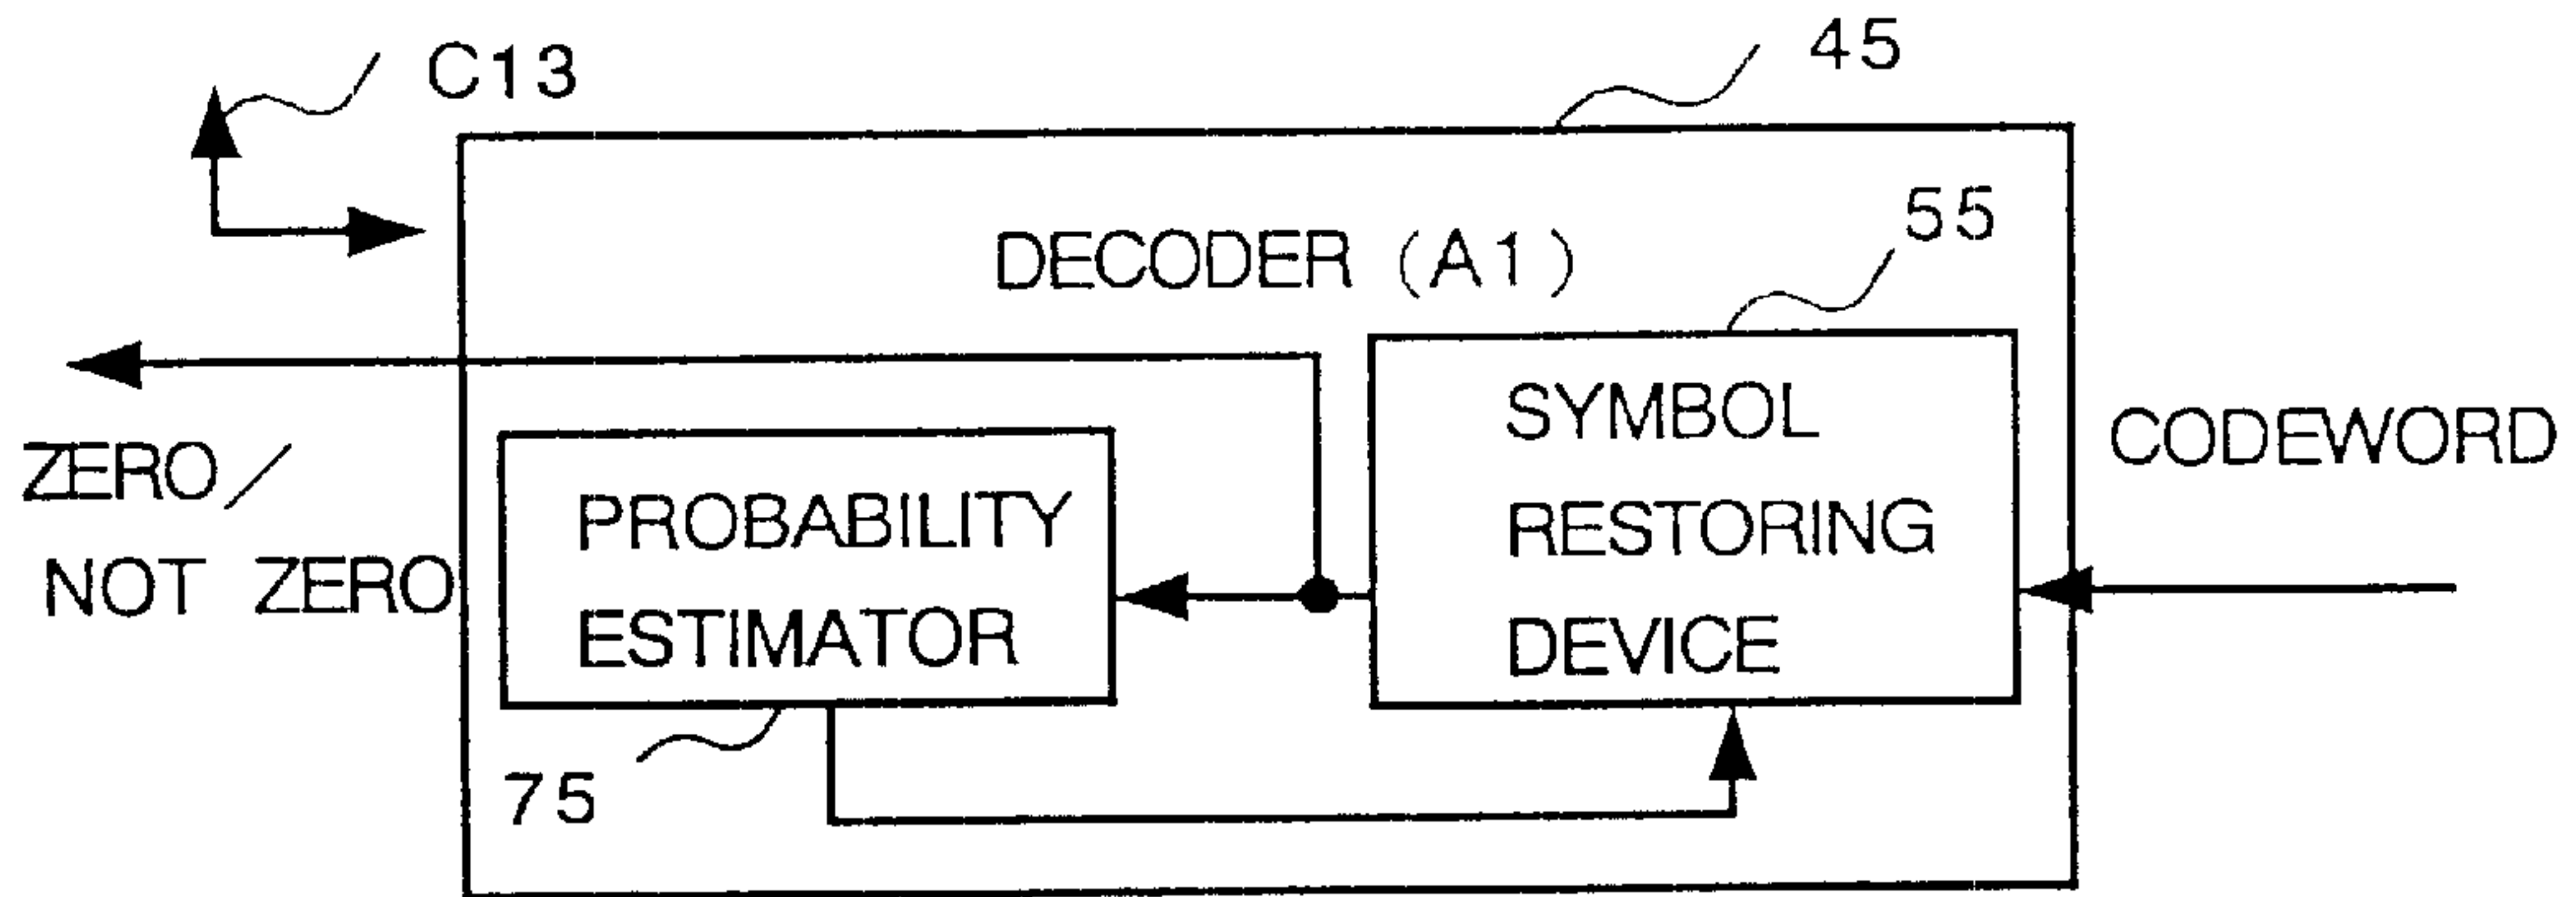 C13
45
DECODER (A1)
55
ZERO/
NOT ZERO
PROBABILITY
ESTIMATOR
75
SYMBOL
RESTORING
DEVICE
CODEWORD